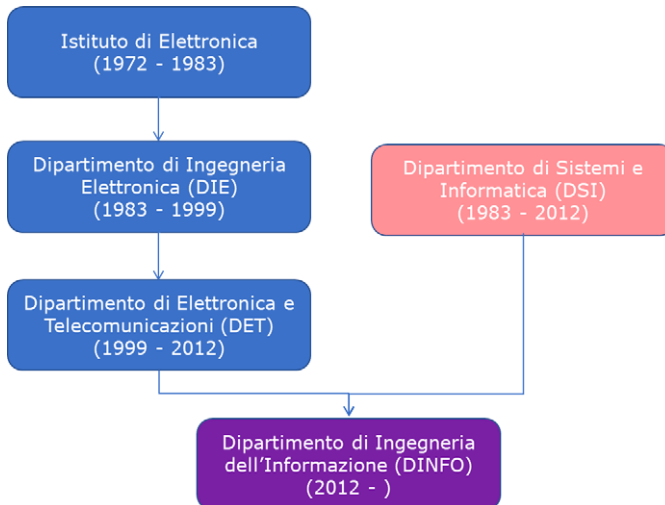 Istituto di Elettronica
(1972 - 1983)
Dipartimento di Ingegneria
Elettronica (DIE)
(1983 - 1999)
Dipartimento di Sistemi e
Informatica (DSI)
(1983 - 2012)
Dipartimento di Elettronica e
Telecomunicazioni (DET)
(1999 - 2012)
Dipartimento di Ingegneria
dell’Informazione (DINFO)
(2012 - )